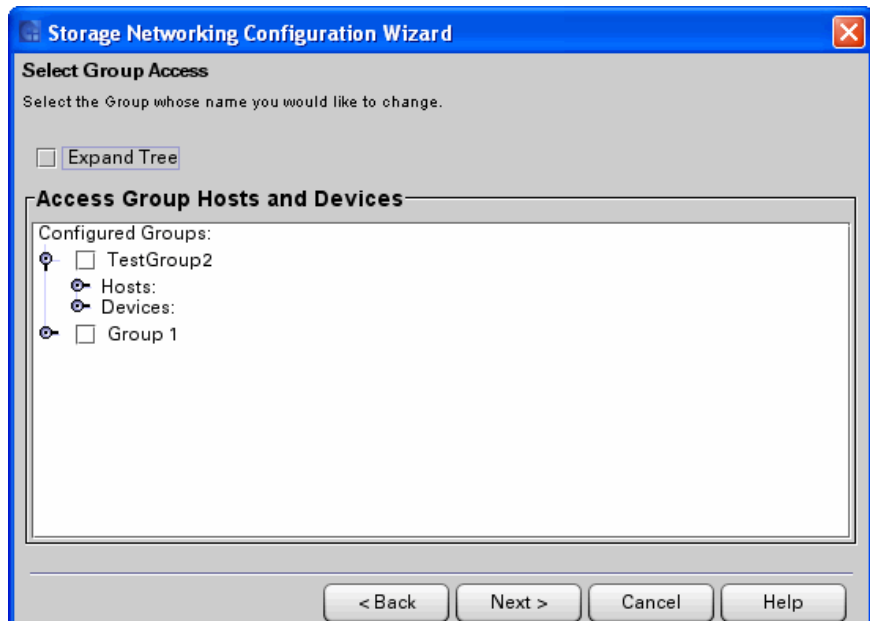 Storage Networking Configuration Wizard
Select Group Access
Select the Group whose name you would like to change.
Expand Tree
Access Group Hosts and Devices
Configured Groups:
TestGroup2
Hosts:
Devices:
Group 1
< Back Next > Cancel Help